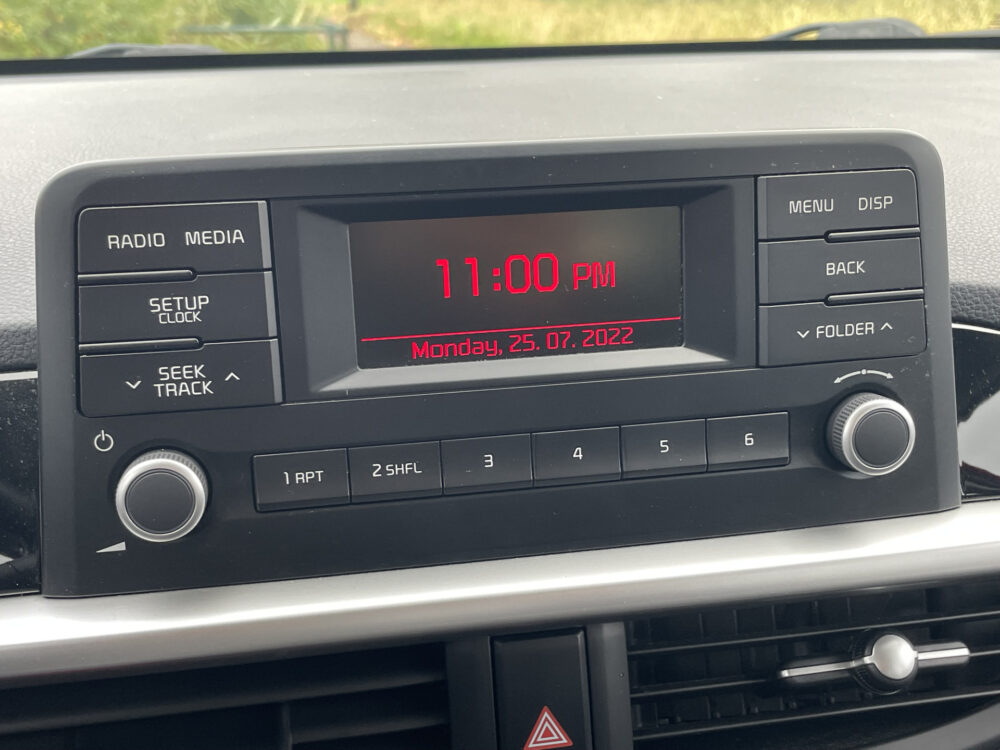 RADIO MEDIA
SETUP
CLOCK
SEEK
TRACK
11:00 PM
Monday, 25. 07. 2022
MENU DISP
BACK
FOLDER
1 RPT
2 SHFL
3
4
5
6